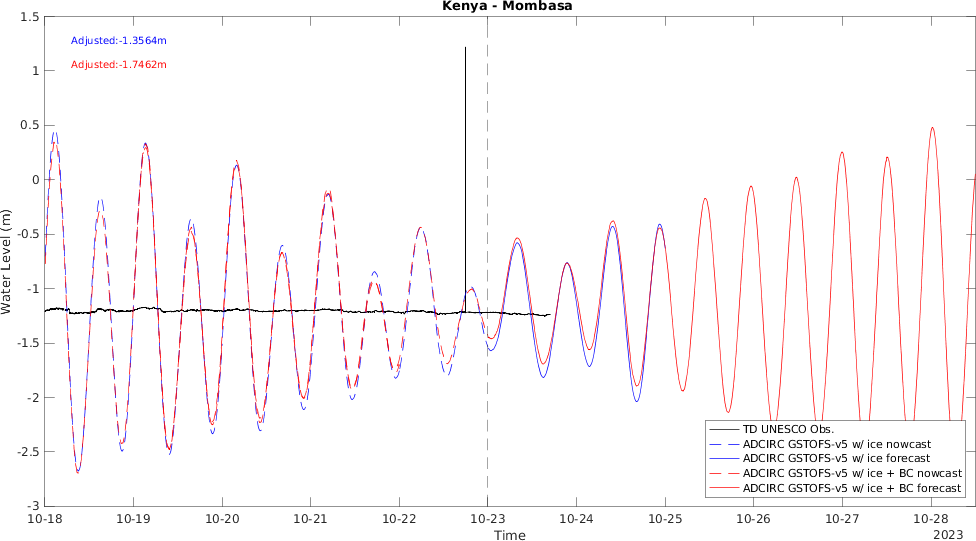 Kenya - Mombasa
Adjusted:-1.3564m
Adjusted:-1.7462m
1.5
1
0.5
0
-0.5
-1
-1.5
-2
-2.5
-3
Water Level (m)
TD UNESCO Obs.
ADCIRC GSTOFS-v5 w/ ice nowcast
ADCIRC GSTOFS-v5 w/ ice forecast
ADCIRC GSTOFS-v5 w/ice + BC nowcast
ADCIRC GSTOFS-v5 w/ice + BC forecast
10-18 10-19 10-20 10-21 10-22 10-23 10-24 10-25 10-26 10-27 10-28
Time
2023